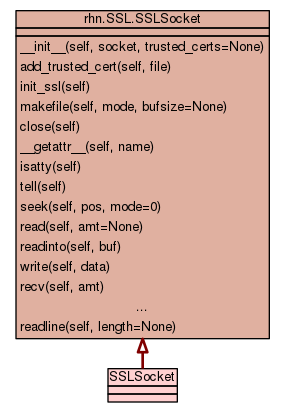 rhn.SSL.SSLSocket
__init__(self, socket, trusted_certs=None)
add_trusted_cert(self, file)
init_ssl(self)
makefile(self, mode, bufsize=None)
close(self)
__getattr__(self, name)
isatty(self)
tell(self)
seek(self, pos, mode=0)
read(self, amt=None)
readinto(self, buf)
write(self, data)
recv(self, amt)
...
readline(self, length=None)
SSLSocket